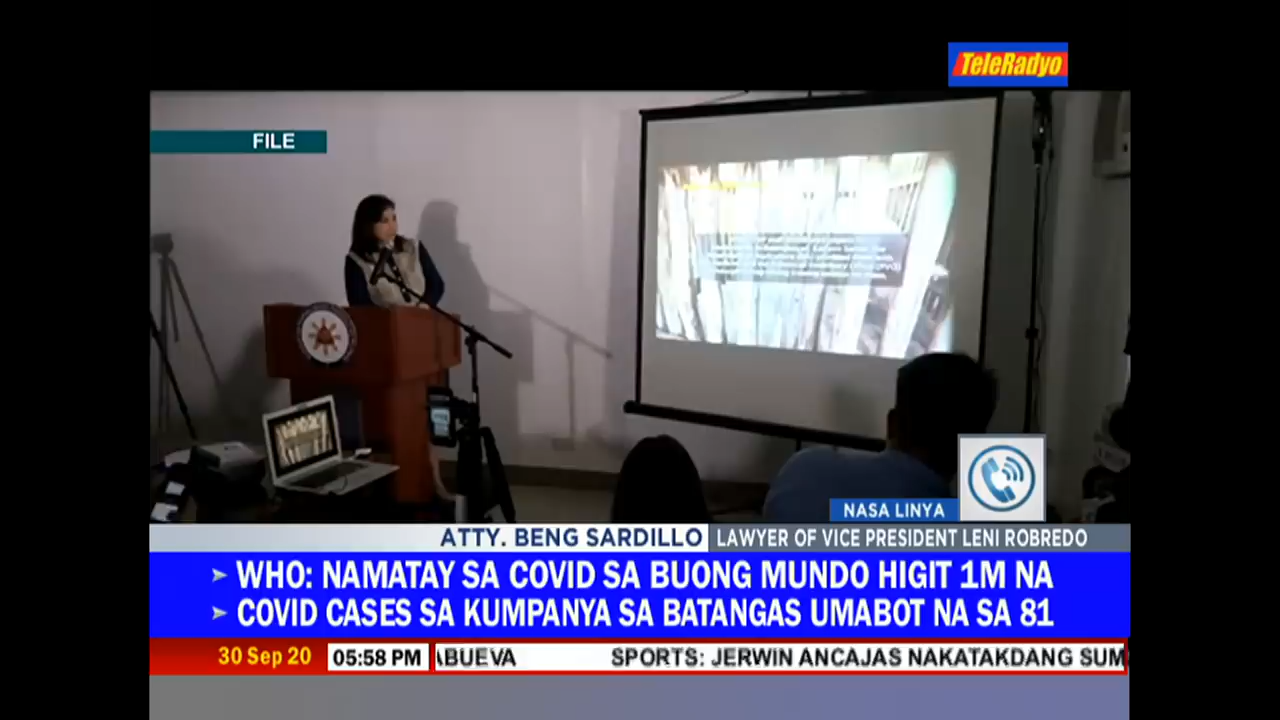 TeleRadyo
FILE
NASA LINYA
ATTY. BENG SARDILLO LAWYER OF VICE PRESIDENT LENI ROBREDO
➤ WHO: NAMATAY SA COVID SA BUONG MUNDO HIGIT 1M NA
➤ COVID CASES SA KUMPANYA SA BATANGAS UMABOT NA SA 81
30 Sep 20 05:58 PM ABUEVA SPORTS: JERWIN ANCAJAS NAKATAKDANG SUM